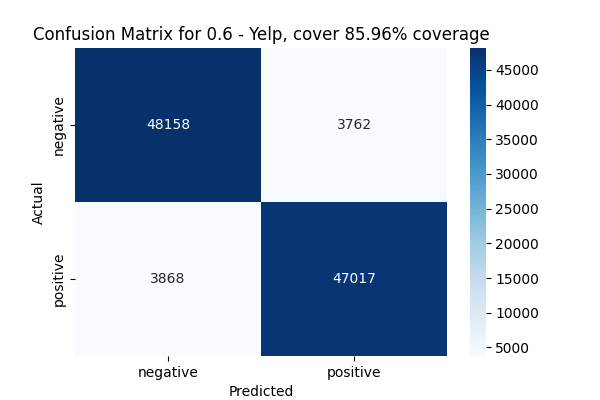 Confusion Matrix for 0.6 - Yelp, cover 85.96% coverage
Actual
negative
positive
48158
3762
3868
47017
negative
positive
Predicted
45000
40000
35000
30000
25000
20000
15000
10000
5000